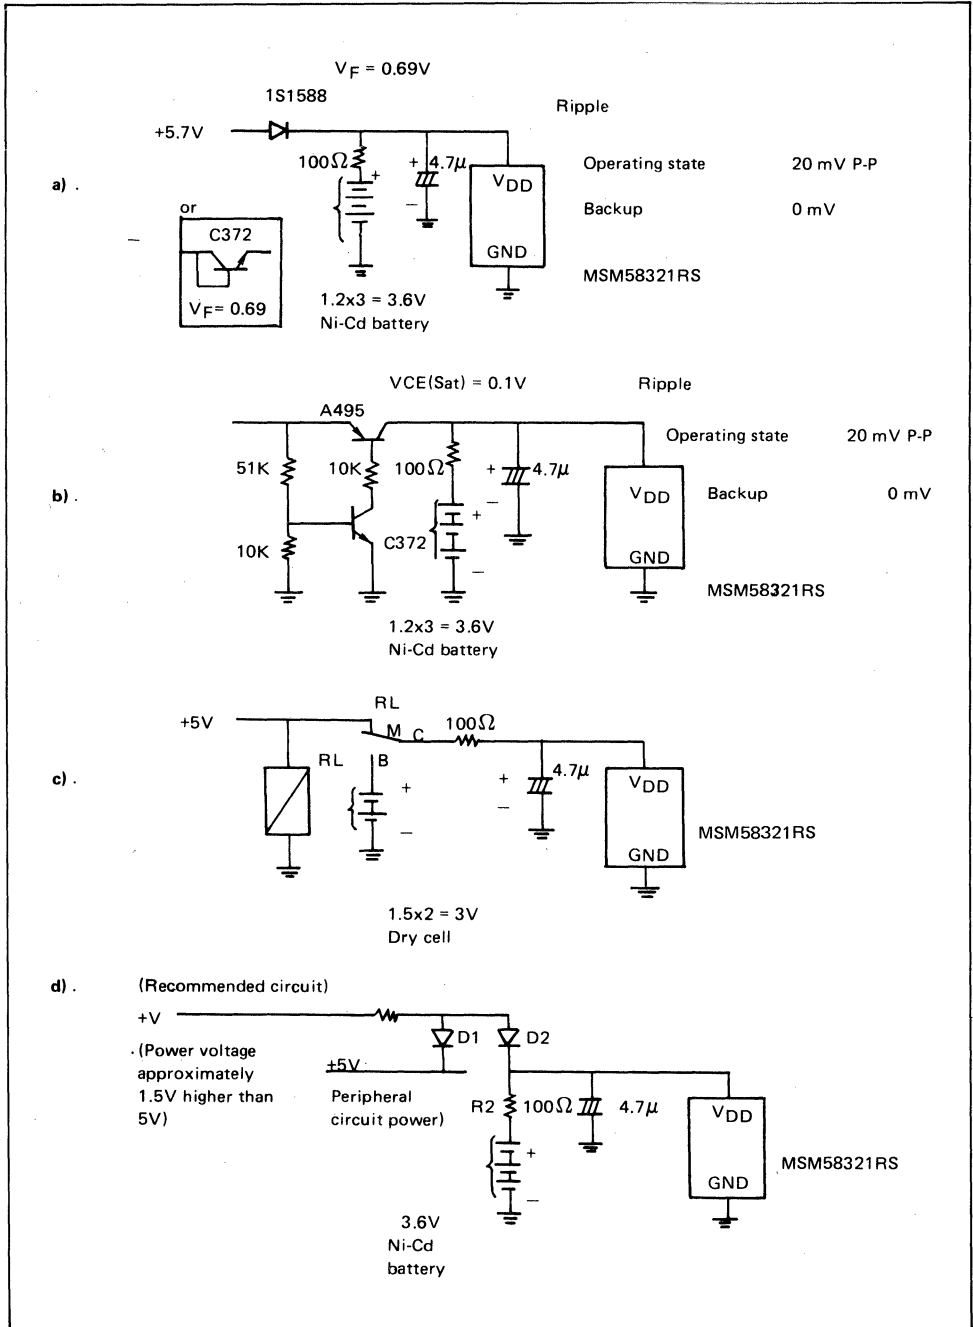 V_F = 0.69V
1S1588
Ripple
+5.7V
100Ω
+ 4.7μ
Operating state 20 mV P-P
a) .
+
V_DD
−
Backup 0 mV
or
C372
GND
V_F = 0.69
MSM58321RS
1.2x3 = 3.6V
Ni-Cd battery
VCE(Sat) = 0.1V
Ripple
A495
Operating state 20 mV P-P
51K
10K
100Ω
+ 4.7μ
b) .
V_DD
Backup 0 mV
−
+
10K
C372
GND
−
MSM58321RS
1.2x3 = 3.6V
Ni-Cd battery
RL
+5V
M C
100Ω
RL
B
4.7μ
c) .
+
+
V_DD
−
−
MSM58321RS
GND
1.5x2 = 3V
Dry cell
d) . (Recommended circuit)
+V
D1
D2
(Power voltage
approximately
1.5V higher than
5V)
+5V
Peripheral
circuit power)
R2 100Ω 4.7μ
V_DD
+
MSM58321RS
GND
−
3.6V
Ni-Cd
battery